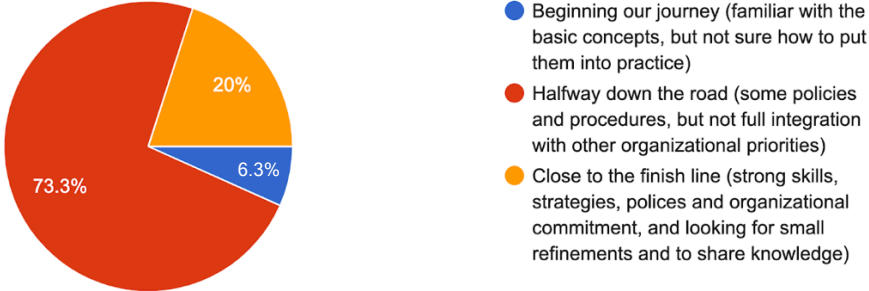 20%
6.3%
73.3%
Beginning our journey (familiar with the
basic concepts, but not sure how to put
them into practice)
Halfway down the road (some policies
and procedures, but not full integration
with other organizational priorities)
Close to the finish line (strong skills,
strategies, polices and organizational
commitment, and looking for small
refinements and to share knowledge)